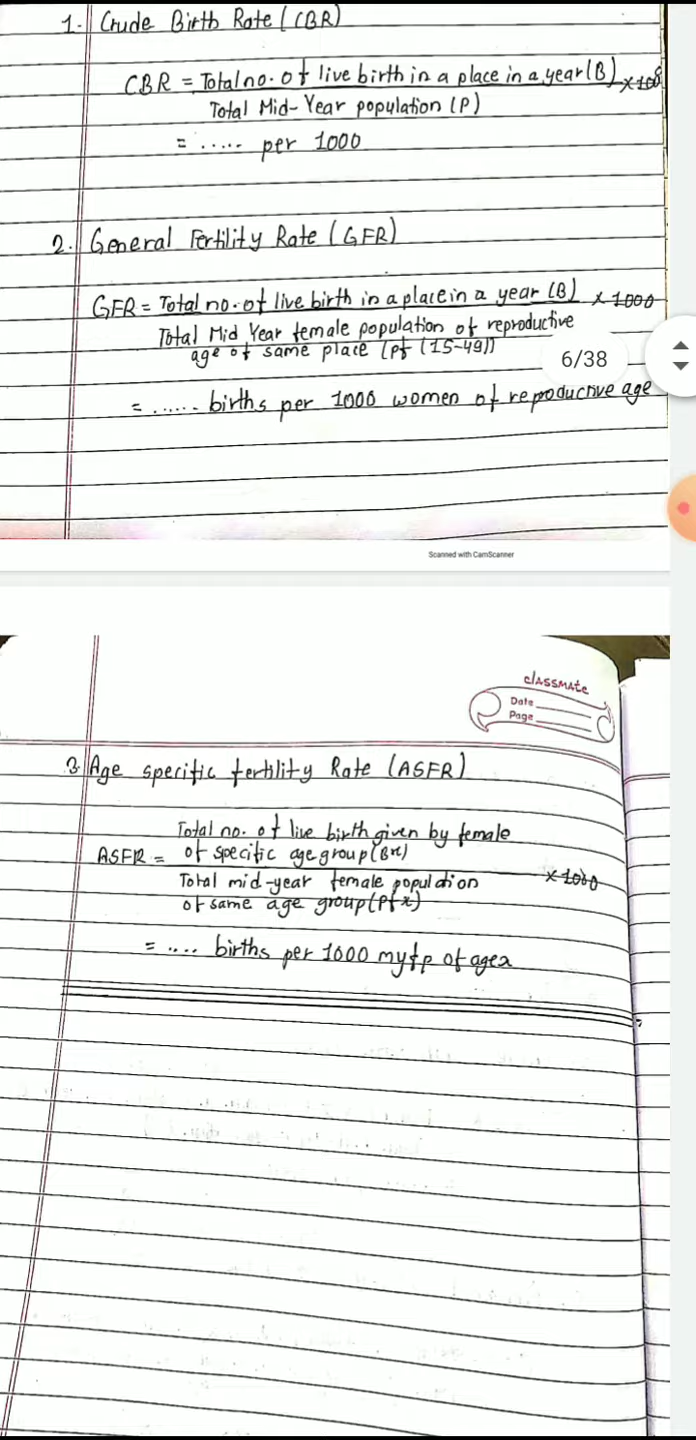 1. Crude Birth Rate (CBR)
CBR = Total no. of live birth in a place in a year (B) × 100
Total Mid-Year population (P)
= ..... per 1000
2. General Fertility Rate (GFR)
GFR = Total no. of live birth in a place in a year (B) × 1000
Total Mid Year female population of reproductive
age of same place (Pf (15-49))
6/38
= ...... births per 1000 women of reproductive age
Scanned with CamScanner
classmate
Date
Page
3. Age specific fertility Rate (ASFR)
Total no. of live birth given by female
ASFR = of specific age group (Bx)
Total mid-year female population × 1000
of same age group (Pfx)
= .... births per 1000 myfp of age x